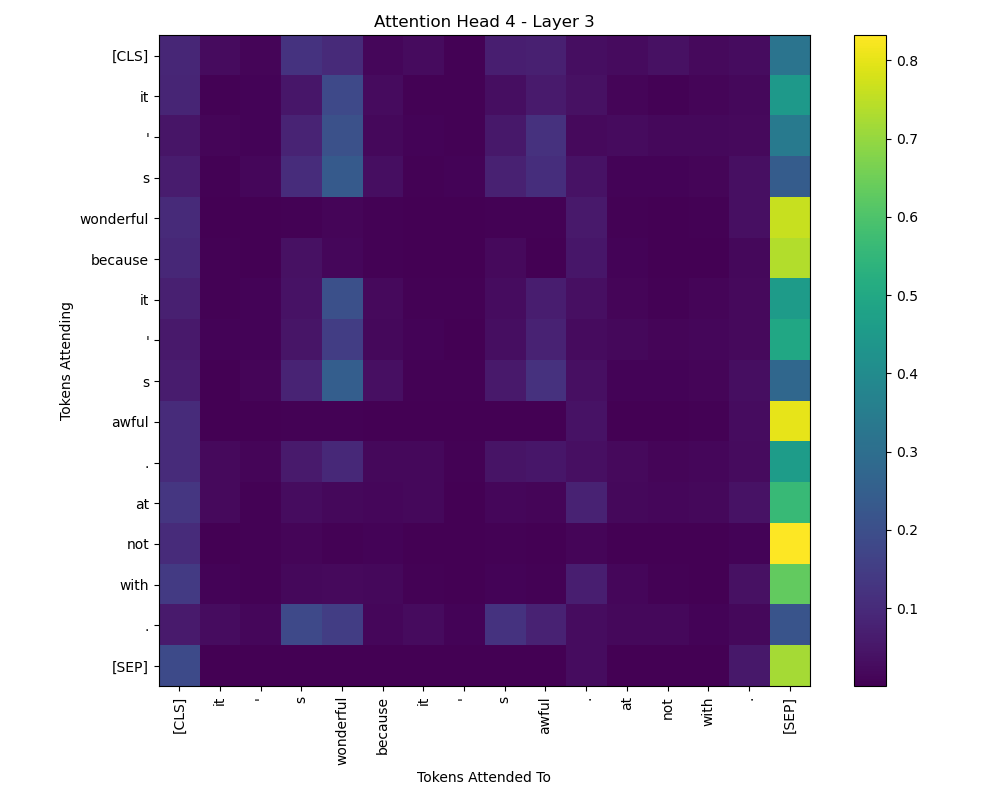 Attention Head 4 - Layer 3
[CLS]
it
'
s
wonderful
because
it
'
s
awful
.
at
not
with
.
[SEP]
Tokens Attending
[CLS]
it
'
s
wonderful
because
it
'
s
awful
.
at
not
with
.
[SEP]
Tokens Attended To
0.8
0.7
0.6
0.5
0.4
0.3
0.2
0.1